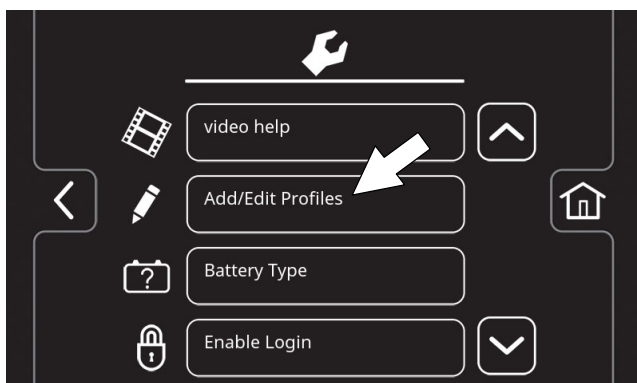 video help
Add/Edit Profiles
Battery Type
?
Enable Login